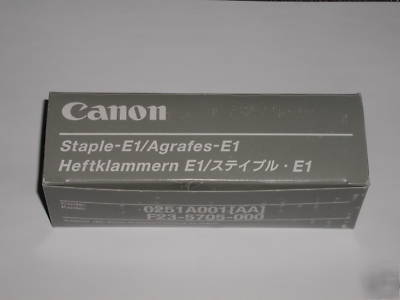 Canon
Staple-E1/Agrafes-E1
Heftklammern E1/ステイプル・E1
0251A001[AA]
F23-5705-000